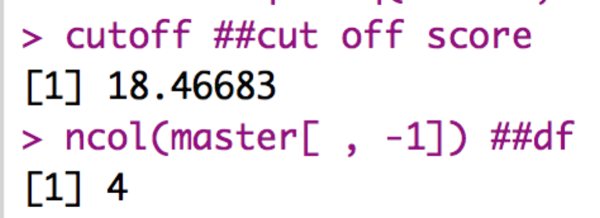 > cutoff ##cut off score
[1] 18.46683
> ncol(master[ , -1]) ##df
[1] 4